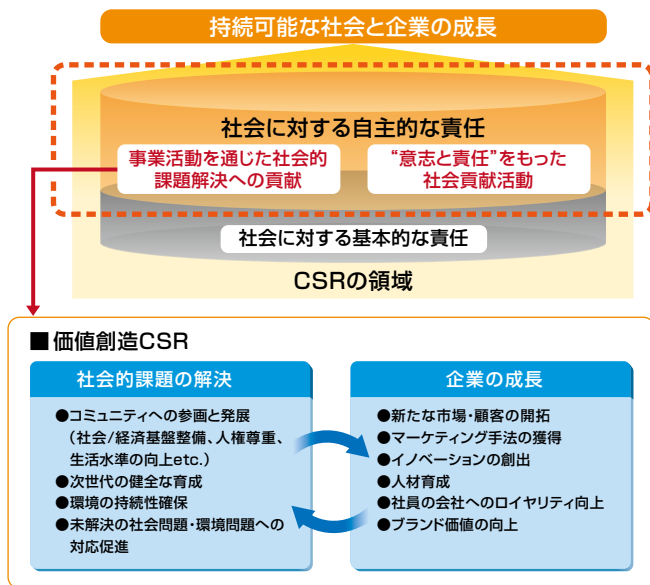 持続可能な社会と企業の成長
社会に対する自主的な責任
事業活動を通じた社会的
課題解決への貢献
“意志と責任”をもった
社会貢献活動
社会に対する基本的な責任
CSRの領域
■価値創造CSR
社会的課題の解決
●コミュニティへの参画と発展
（社会/経済基盤整備、人権尊重、
生活水準の向上etc.）
●次世代の健全な育成
●環境の持続性確保
●未解決の社会問題・環境問題への
対応促進
企業の成長
●新たな市場・顧客の開拓
●マーケティング手法の獲得
●イノベーションの創出
●人材育成
●社員の会社へのロイヤリティ向上
●ブランド価値の向上